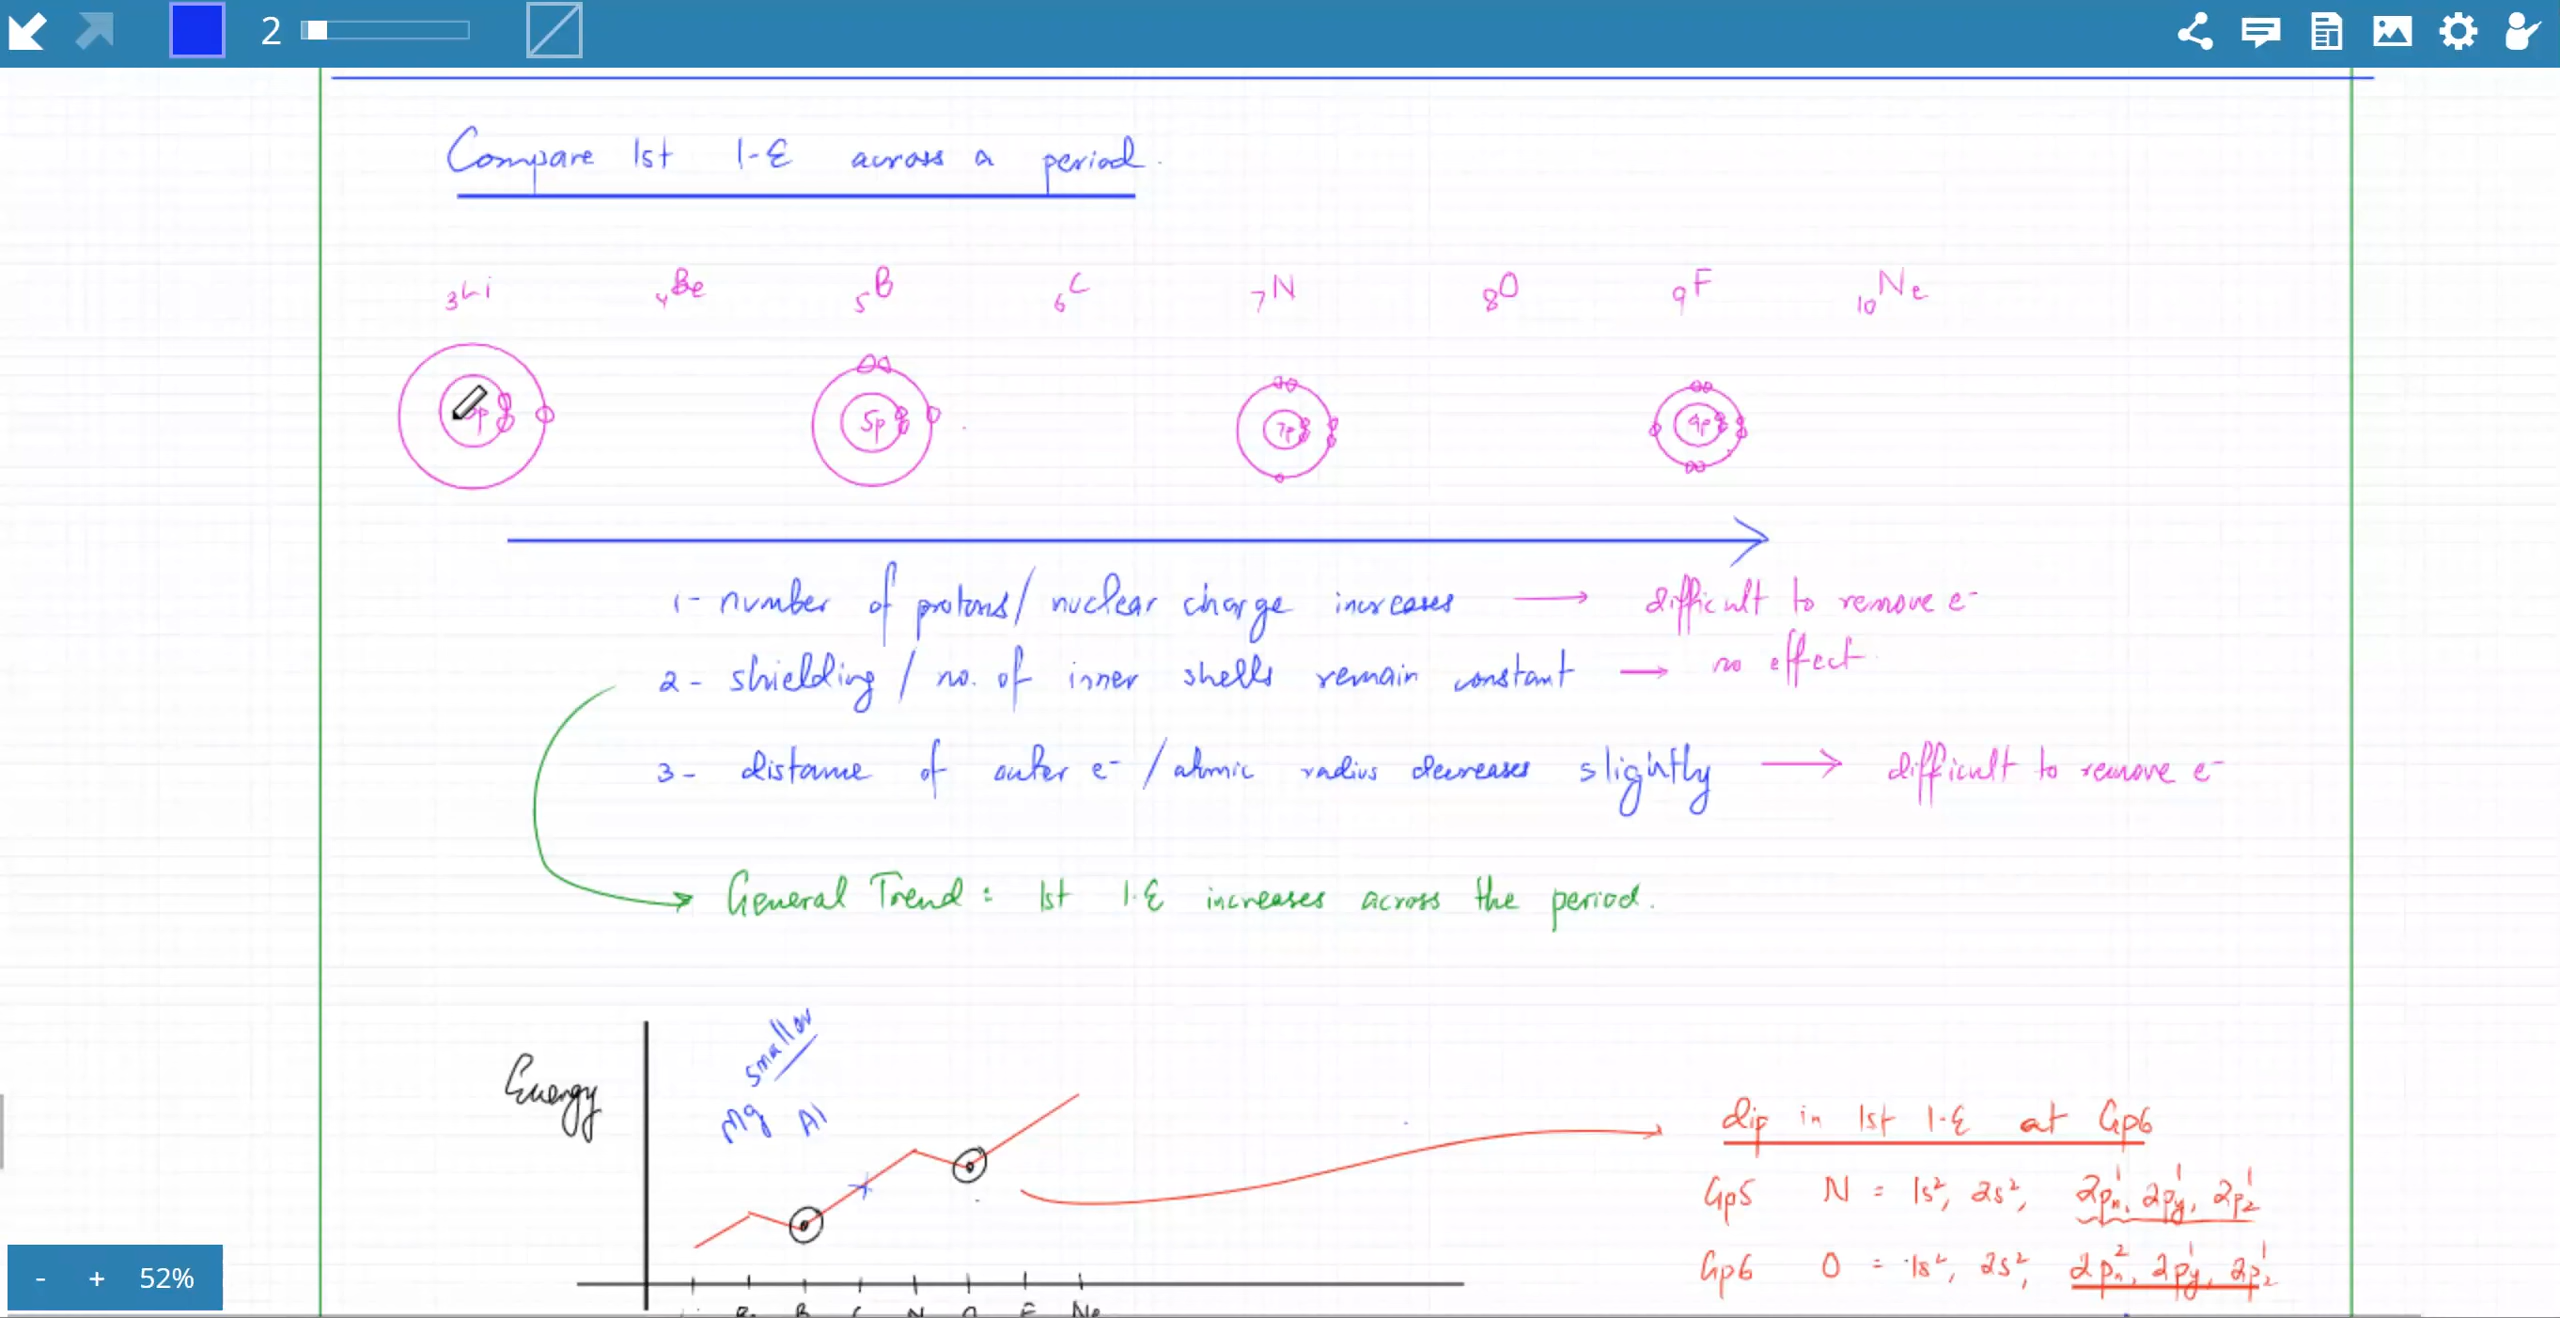 2
Compare 1st I-E across a period.
3Li 4Be 5B 6C 7N 8O 9F 10Ne
p 5p 7p 9p
1- number of protons/ nuclear charge increases → difficult to remove e-
2- shielding / no. of inner shells remain constant → no effect
3- distance of outer e- / atomic radius decreases slightly → difficult to remove e-
General Trend: 1st I.E increases across the period.
smaller
Mg Al
Energy
dip in 1st I-E at Gp6
Gp5 N = 1s², 2s², 2px¹, 2py¹, 2pz¹
Gp6 O = 1s², 2s², 2px², 2py¹, 2pz¹
B C N O F Ne
- + 52%